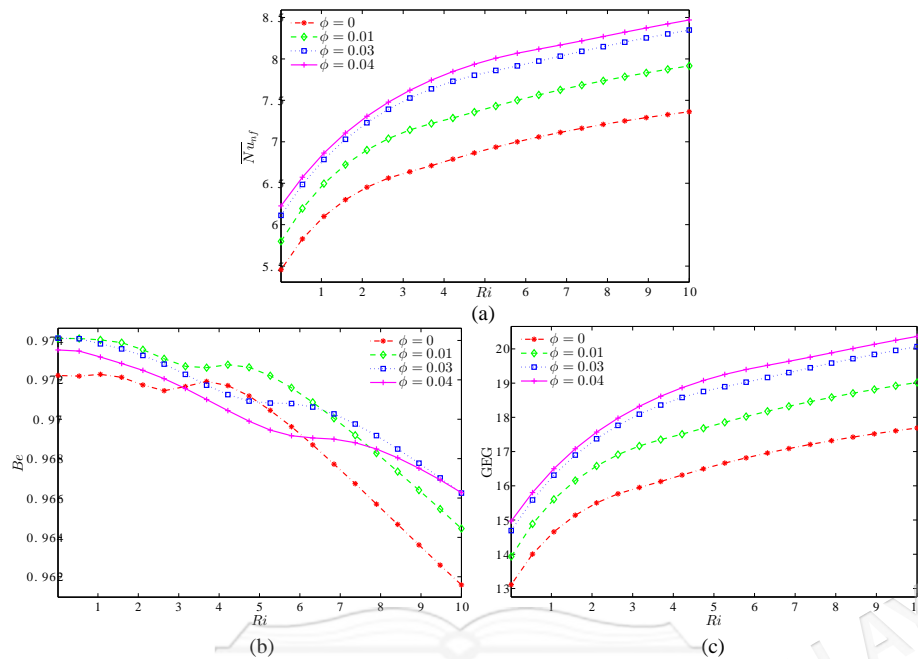 8.5
8
7.5
7
6.5
6
5.5
N̅u̅nf
ϕ = 0
ϕ = 0.01
ϕ = 0.03
ϕ = 0.04
1 2 3 4 5 6 7 8 9 10
Ri
(a)
0.974
0.972
0.97
0.968
0.966
0.964
0.962
Be
ϕ = 0
ϕ = 0.01
ϕ = 0.03
ϕ = 0.04
1 2 3 4 5 6 7 8 9 10
Ri
(b)
20
19
18
17
16
15
14
13
GEG
ϕ = 0
ϕ = 0.01
ϕ = 0.03
ϕ = 0.04
1 2 3 4 5 6 7 8 9
Ri
(c)